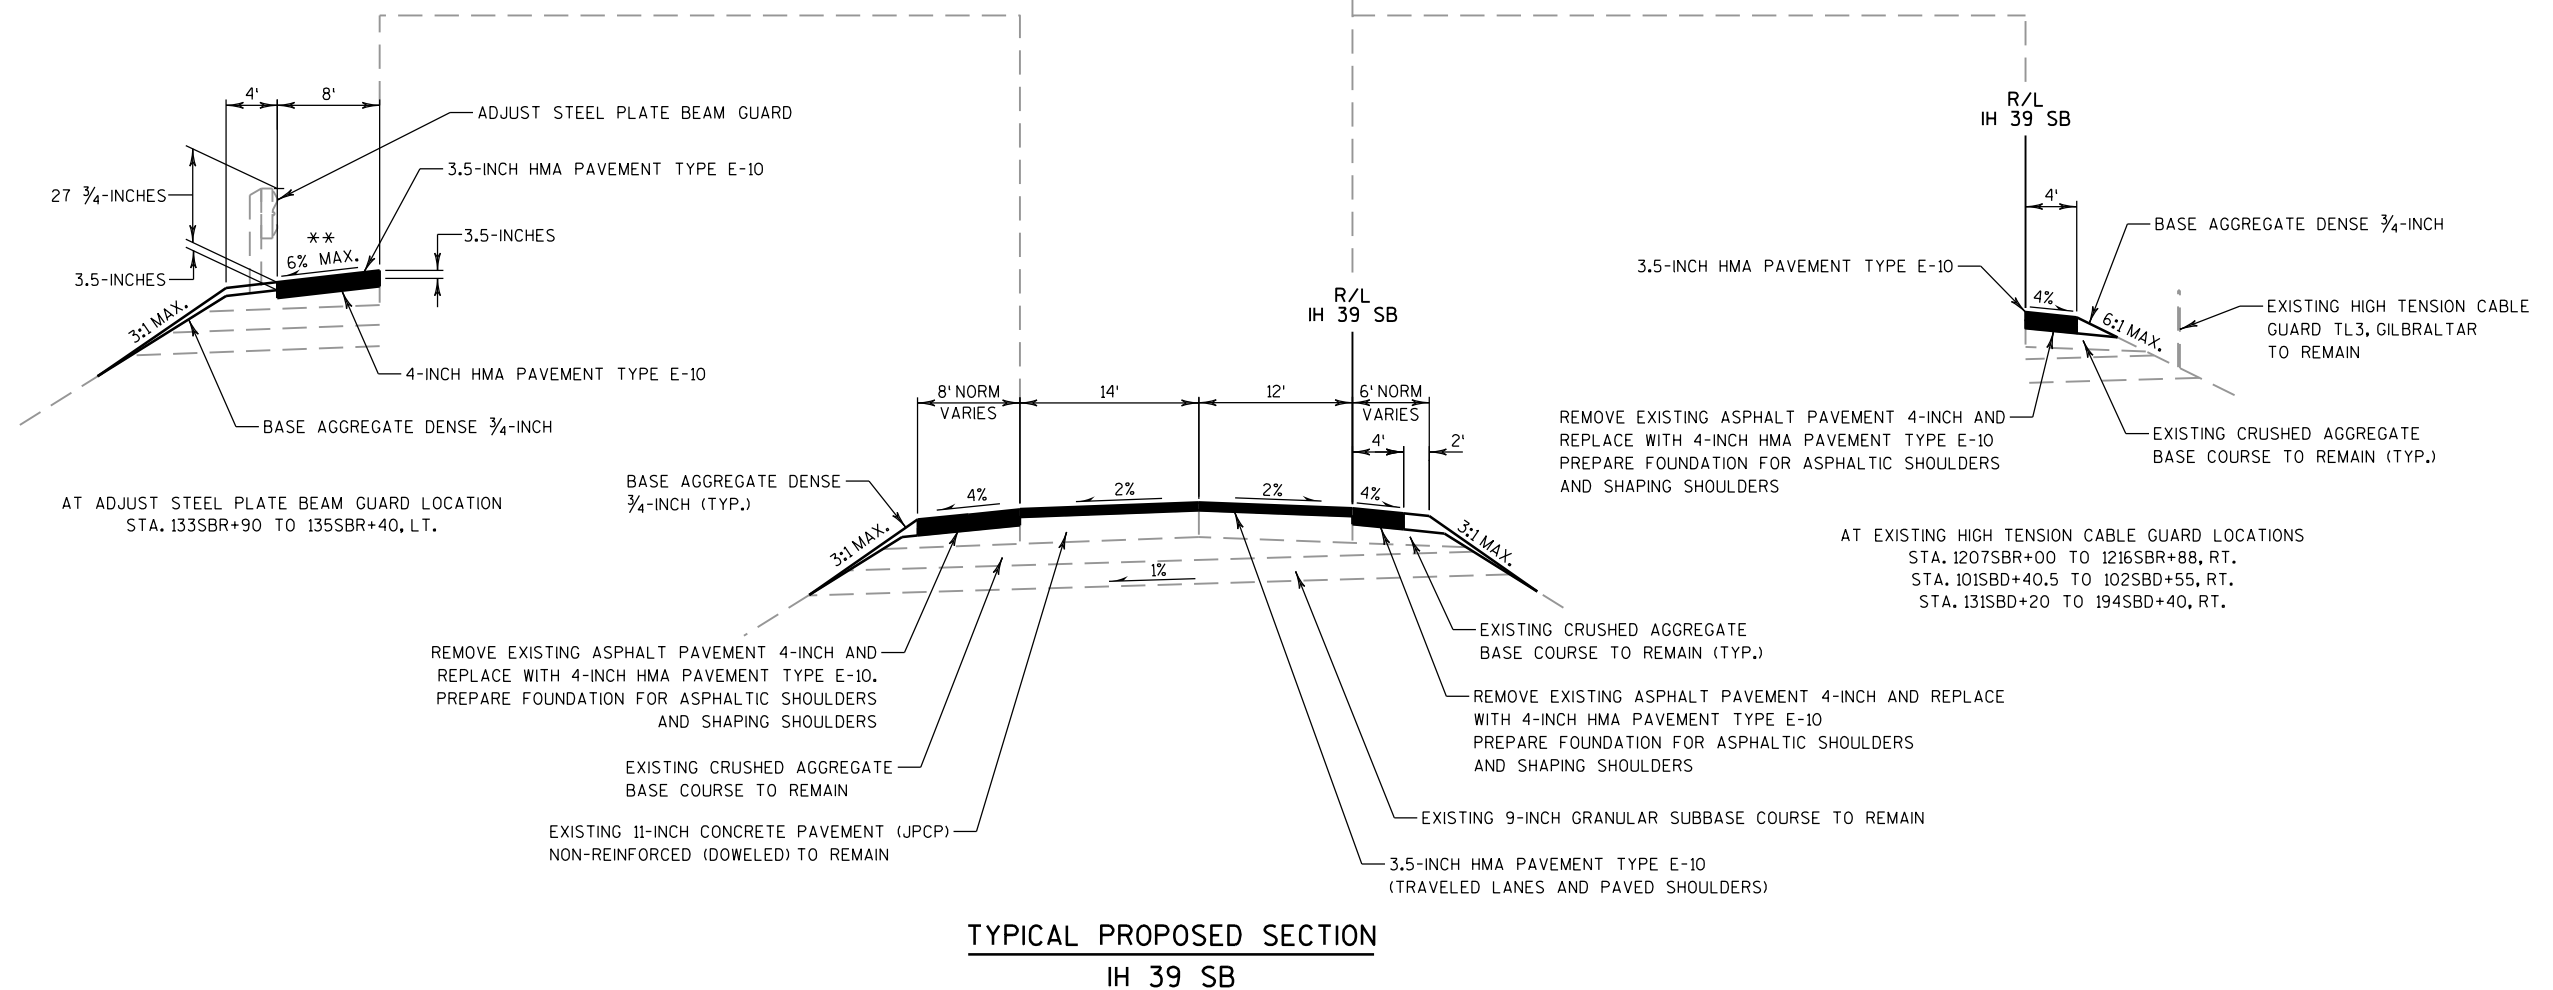 4'
8'
ADJUST STEEL PLATE BEAM GUARD
3.5-INCH HMA PAVEMENT TYPE E-10
27 3/4-INCHES
**
6% MAX.
3.5-INCHES
3.5-INCHES
3:1 MAX.
4-INCH HMA PAVEMENT TYPE E-10
BASE AGGREGATE DENSE 3/4-INCH
AT ADJUST STEEL PLATE BEAM GUARD LOCATION
STA. 133SBR+90 TO 135SBR+40, LT.
R/L
IH 39 SB
8' NORM
VARIES
14'
12'
6' NORM
VARIES
4'
2'
BASE AGGREGATE DENSE
3/4-INCH (TYP.)
4%
2%
2%
4%
3:1 MAX.
3:1 MAX.
1%
REMOVE EXISTING ASPHALT PAVEMENT 4-INCH AND
REPLACE WITH 4-INCH HMA PAVEMENT TYPE E-10.
PREPARE FOUNDATION FOR ASPHALTIC SHOULDERS
AND SHAPING SHOULDERS
EXISTING CRUSHED AGGREGATE
BASE COURSE TO REMAIN
EXISTING 11-INCH CONCRETE PAVEMENT (JPCP)
NON-REINFORCED (DOWELED) TO REMAIN
EXISTING CRUSHED AGGREGATE
BASE COURSE TO REMAIN (TYP.)
REMOVE EXISTING ASPHALT PAVEMENT 4-INCH AND REPLACE
WITH 4-INCH HMA PAVEMENT TYPE E-10
PREPARE FOUNDATION FOR ASPHALTIC SHOULDERS
AND SHAPING SHOULDERS
EXISTING 9-INCH GRANULAR SUBBASE COURSE TO REMAIN
3.5-INCH HMA PAVEMENT TYPE E-10
(TRAVELED LANES AND PAVED SHOULDERS)
R/L
IH 39 SB
4'
BASE AGGREGATE DENSE 3/4-INCH
3.5-INCH HMA PAVEMENT TYPE E-10
4%
6:1 MAX.
EXISTING HIGH TENSION CABLE
GUARD TL3, GILBRALTAR
TO REMAIN
REMOVE EXISTING ASPHALT PAVEMENT 4-INCH AND
REPLACE WITH 4-INCH HMA PAVEMENT TYPE E-10
PREPARE FOUNDATION FOR ASPHALTIC SHOULDERS
AND SHAPING SHOULDERS
EXISTING CRUSHED AGGREGATE
BASE COURSE TO REMAIN (TYP.)
AT EXISTING HIGH TENSION CABLE GUARD LOCATIONS
STA. 1207SBR+00 TO 1216SBR+88, RT.
STA. 101SBD+40.5 TO 102SBD+55, RT.
STA. 131SBD+20 TO 194SBD+40, RT.
TYPICAL PROPOSED SECTION
IH 39 SB